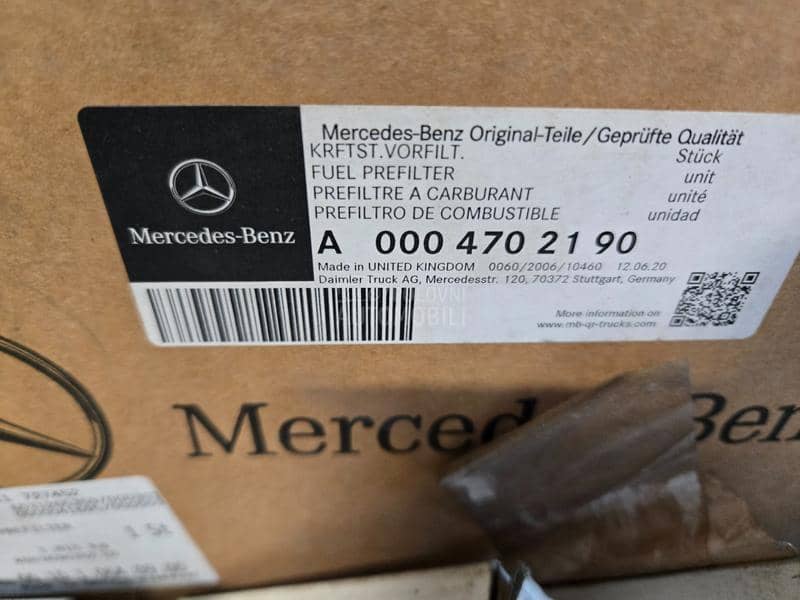 Mercedes-Benz Original-Teile/Geprüfte Qualität
KRFTST.VORFILT. Stück
FUEL PREFILTER unit
PREFILTRE A CARBURANT unité
PREFILTRO DE COMBUSTIBLE unidad
Mercedes-Benz
A 000 470 21 90
Made in UNITED KINGDOM 0060/2006/10460 12.06.20
Daimler Truck AG, Mercedesstr. 120, 70372 Stuttgart, Germany
More information on
www.mb-qr-trucks.com
AUTOMOBILI